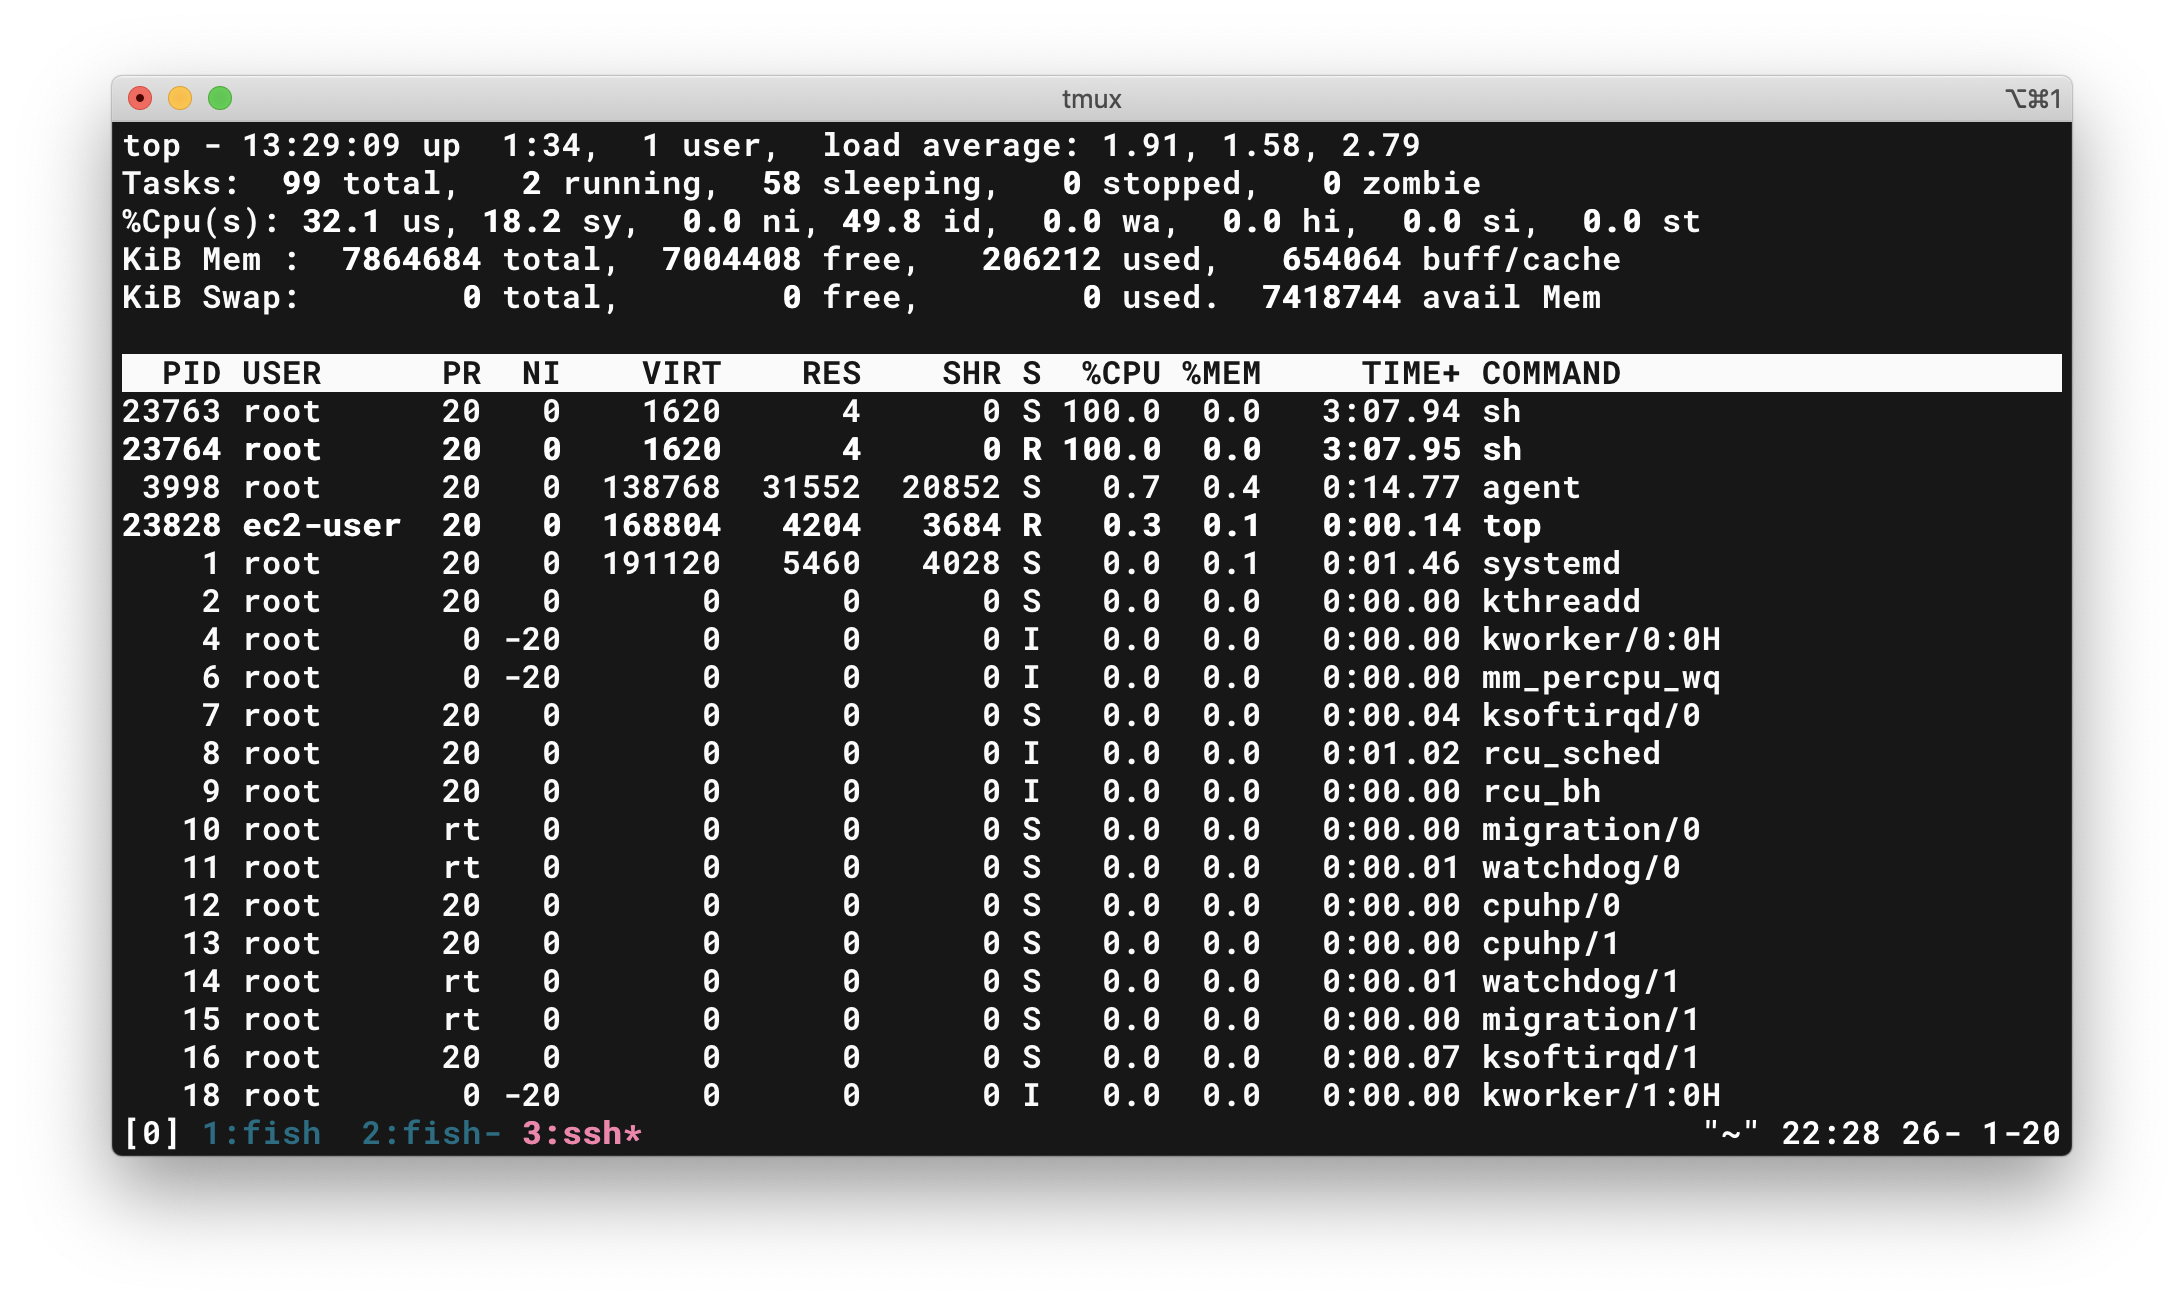 tmux ⌥⌘1
top - 13:29:09 up  1:34,  1 user,  load average: 1.91, 1.58, 2.79
Tasks:  99 total,   2 running,  58 sleeping,   0 stopped,   0 zombie
%Cpu(s): 32.1 us, 18.2 sy,  0.0 ni, 49.8 id,  0.0 wa,  0.0 hi,  0.0 si,  0.0 st
KiB Mem :  7864684 total,  7004408 free,   206212 used,   654064 buff/cache
KiB Swap:        0 total,        0 free,        0 used.  7418744 avail Mem
  PID USER      PR  NI    VIRT    RES    SHR S  %CPU %MEM     TIME+ COMMAND
23763 root      20   0    1620      4      0 S 100.0  0.0   3:07.94 sh
23764 root      20   0    1620      4      0 R 100.0  0.0   3:07.95 sh
 3998 root      20   0  138768  31552  20852 S   0.7  0.4   0:14.77 agent
23828 ec2-user  20   0  168804   4204   3684 R   0.3  0.1   0:00.14 top
    1 root      20   0  191120   5460   4028 S   0.0  0.1   0:01.46 systemd
    2 root      20   0       0      0      0 S   0.0  0.0   0:00.00 kthreadd
    4 root       0 -20       0      0      0 I   0.0  0.0   0:00.00 kworker/0:0H
    6 root       0 -20       0      0      0 I   0.0  0.0   0:00.00 mm_percpu_wq
    7 root      20   0       0      0      0 S   0.0  0.0   0:00.04 ksoftirqd/0
    8 root      20   0       0      0      0 I   0.0  0.0   0:01.02 rcu_sched
    9 root      20   0       0      0      0 I   0.0  0.0   0:00.00 rcu_bh
   10 root      rt   0       0      0      0 S   0.0  0.0   0:00.00 migration/0
   11 root      rt   0       0      0      0 S   0.0  0.0   0:00.01 watchdog/0
   12 root      20   0       0      0      0 S   0.0  0.0   0:00.00 cpuhp/0
   13 root      20   0       0      0      0 S   0.0  0.0   0:00.00 cpuhp/1
   14 root      rt   0       0      0      0 S   0.0  0.0   0:00.01 watchdog/1
   15 root      rt   0       0      0      0 S   0.0  0.0   0:00.00 migration/1
   16 root      20   0       0      0      0 S   0.0  0.0   0:00.07 ksoftirqd/1
   18 root       0 -20       0      0      0 I   0.0  0.0   0:00.00 kworker/1:0H
[0] 1:fish  2:fish- 3:ssh* "~" 22:28 26- 1-20